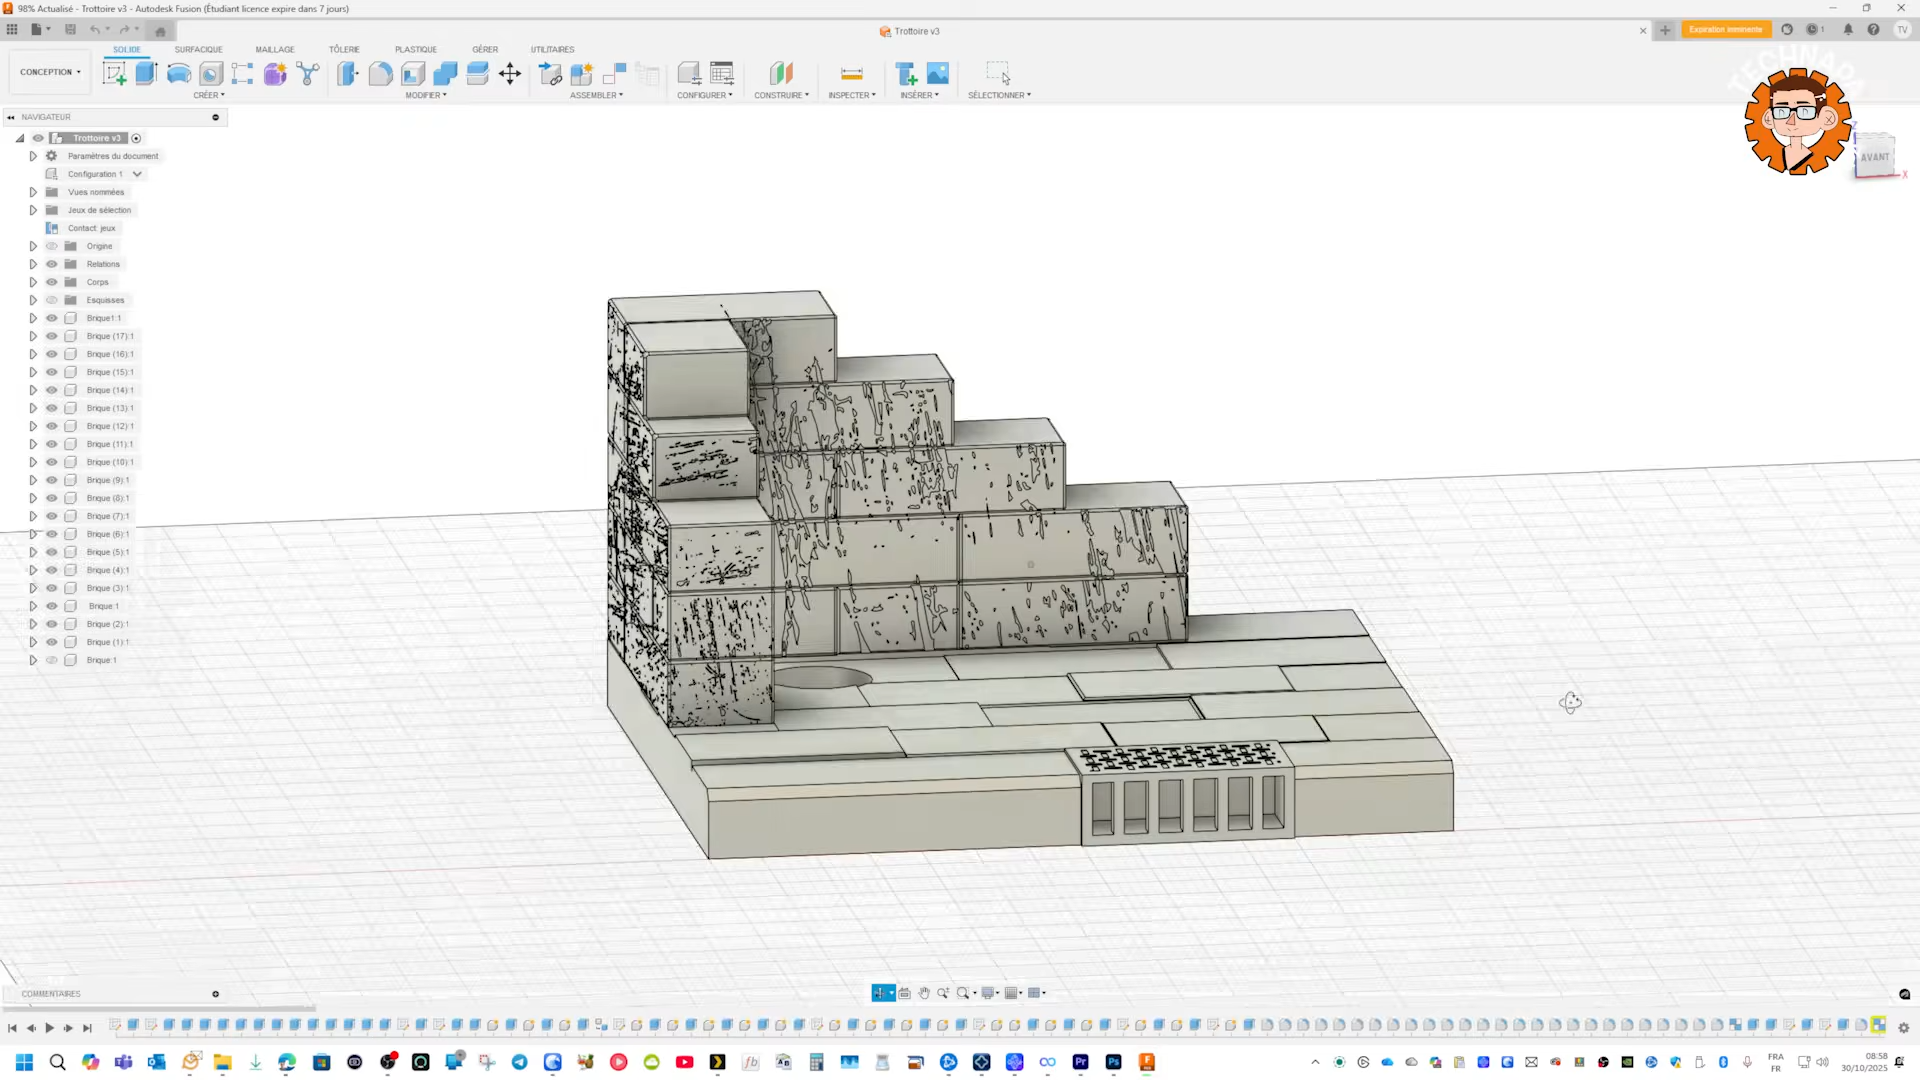 98% Actualisé - Trottoire v3 - Autodesk Fusion (Étudiant licence expire dans 7 jours)
Trottoire v3
Expiration imminente
1
TV
SOLIDE SURFACIQUE MAILLAGE TÔLERIE PLASTIQUE GÉRER UTILITAIRES
CONCEPTION
CRÉER MODIFIER ASSEMBLER CONFIGURER CONSTRUIRE INSPECTER INSÉRER SÉLECTIONNER
NAVIGATEUR
Trottoire v3
Paramètres du document
Configuration 1
Vues nommées
Jeux de sélection
Contact: jeux
Origine
Relations
Corps
Esquisses
Brique1:1
Brique (17):1
Brique (16):1
Brique (15):1
Brique (14):1
Brique (13):1
Brique (12):1
Brique (11):1
Brique (10):1
Brique (9):1
Brique (8):1
Brique (7):1
Brique (6):1
Brique (5):1
Brique (4):1
Brique (3):1
Brique:1
Brique (2):1
Brique (1):1
Brique:1
Z
AVANT
X
COMMENTAIRES
FRA
FR
08:58
30/10/2025